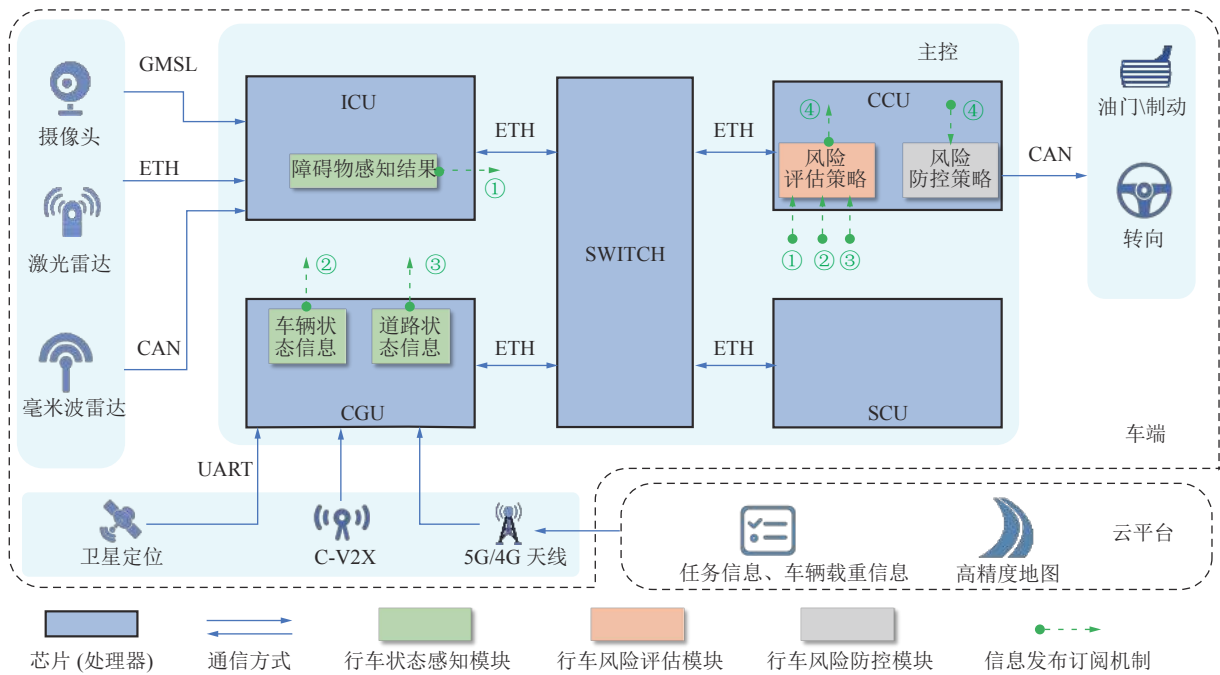 主控
GMSL
摄像头
ETH
激光雷达
CAN
毫米波雷达
ICU
障碍物感知结果
①
ETH
②
③
车辆状
态信息
道路状
态信息
CGU
ETH
SWITCH
ETH
CCU
④
④
风险
评估策略
风险
防控策略
①
②
③
ETH
SCU
CAN
油门\制动
转向
车端
UART
卫星定位
C-V2X
5G/4G 天线
任务信息、车辆载重信息
高精度地图
云平台
芯片 (处理器)
通信方式
行车状态感知模块
行车风险评估模块
行车风险防控模块
信息发布订阅机制